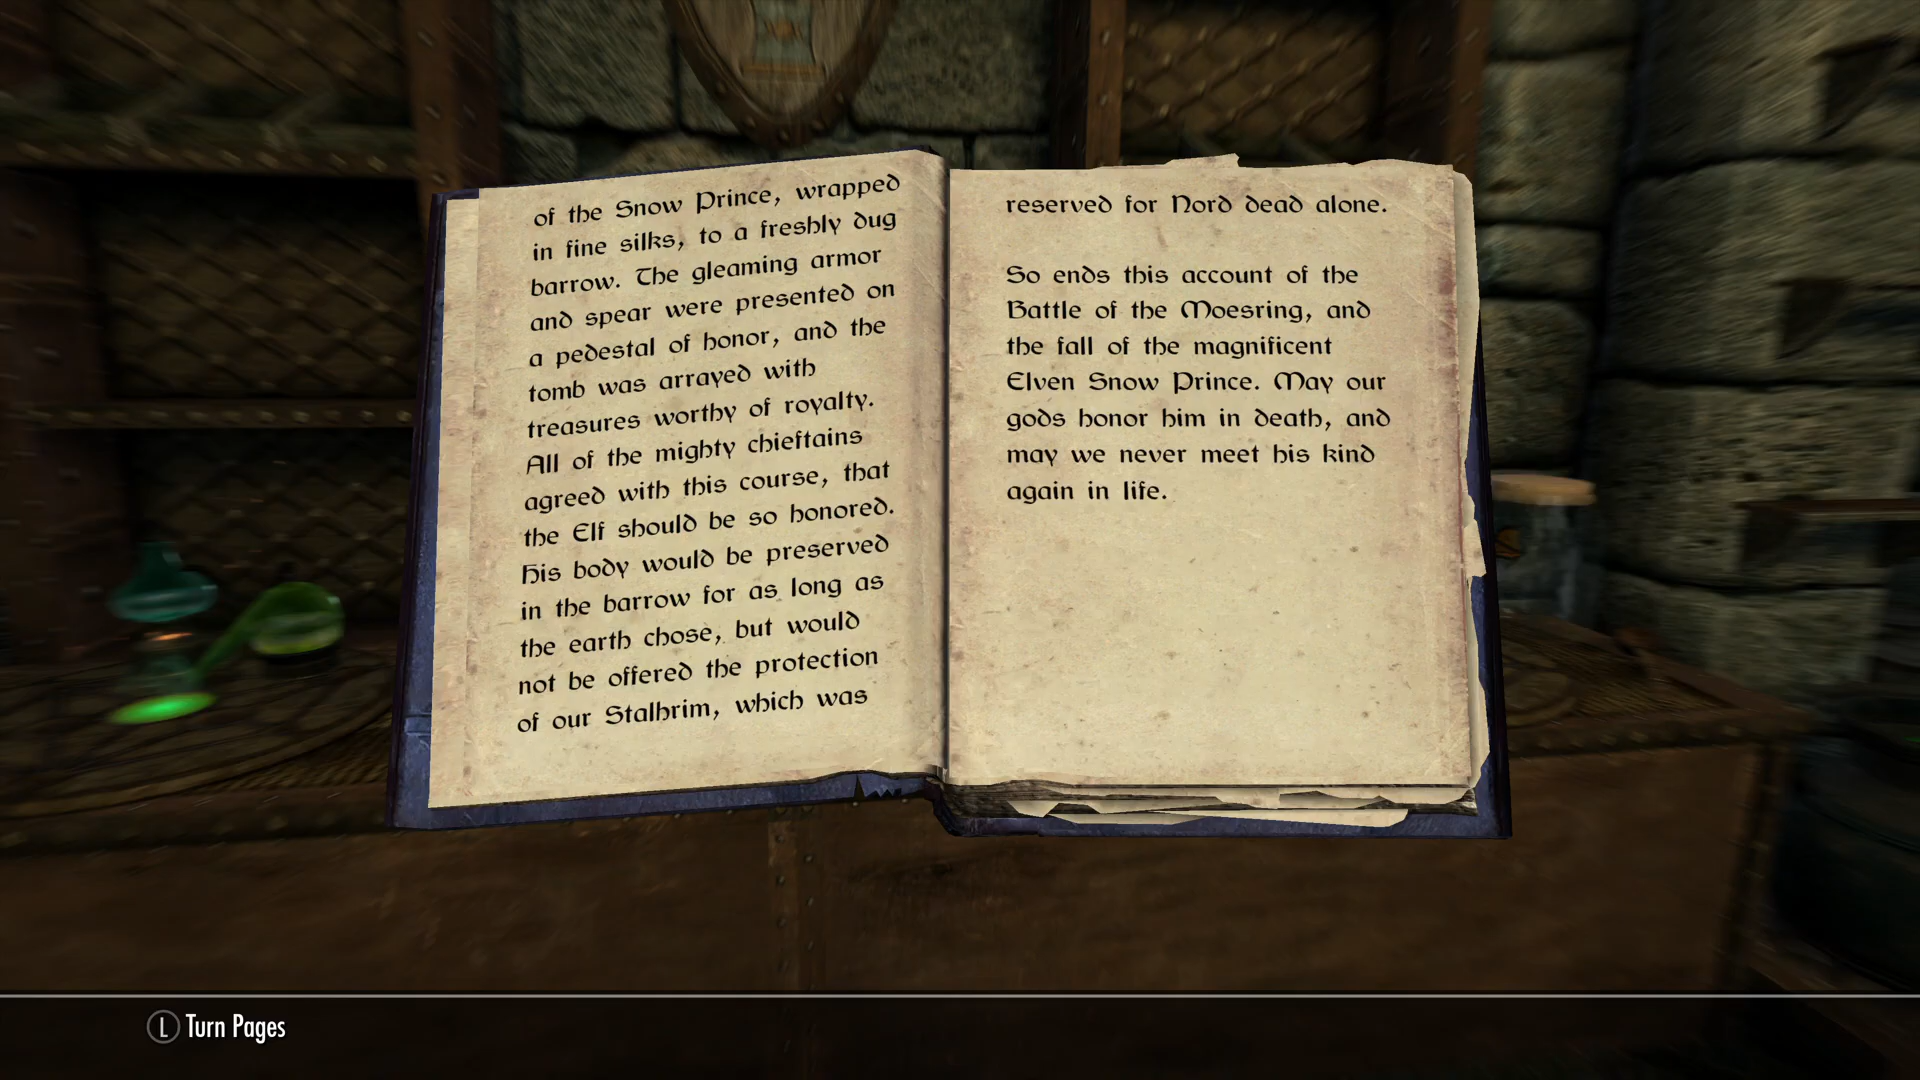 of the Snow Prince, wrapped
in fine silks, to a freshly dug
barrow. The gleaming armor
and spear were presented on
a pedestal of honor, and the
tomb was arrayed with
treasures worthy of royalty.
All of the mighty chieftains
agreed with this course, that
the Elf should be so honored.
His body would be preserved
in the barrow for as long as
the earth chose, but would
not be offered the protection
of our Stalhrim, which was
reserved for Nord dead alone.
So ends this account of the
Battle of the Moesring, and
the fall of the magnificent
Elven Snow Prince. May our
gods honor him in death, and
may we never meet his kind
again in life.
L Turn Pages